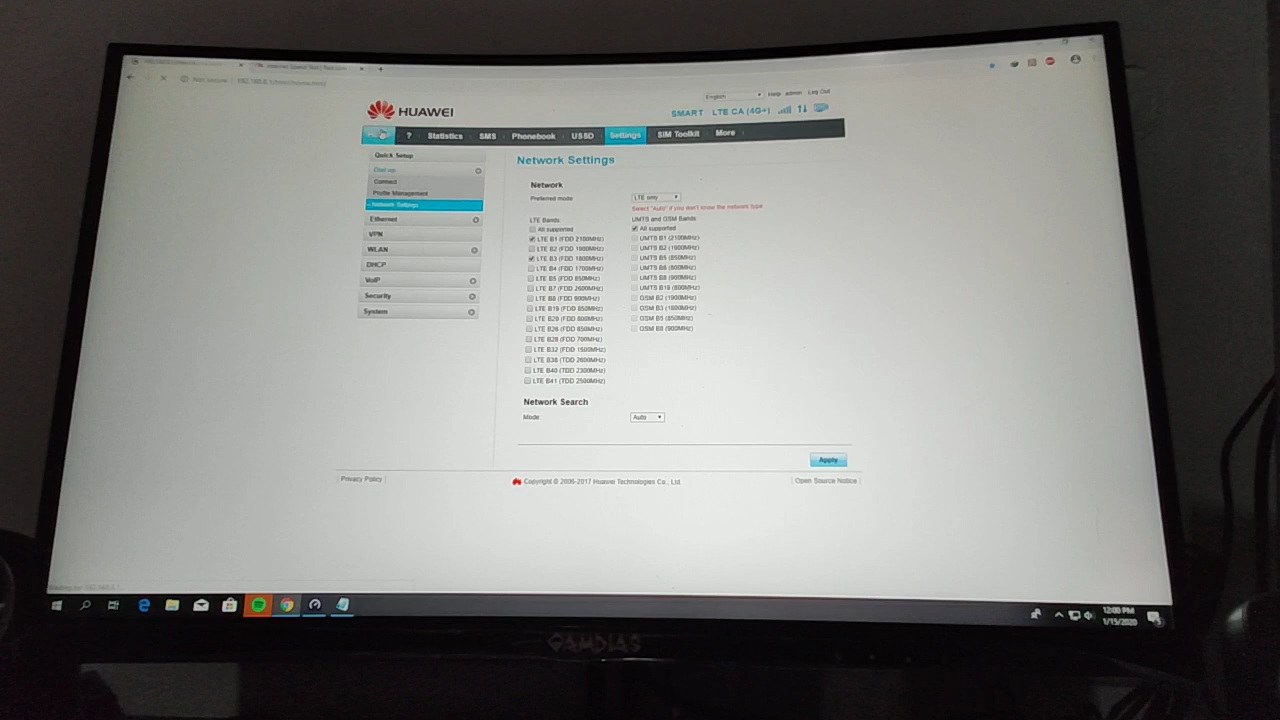 Internet Speed Test | Fast.com
Not secure
English Help admin Log Out
HUAWEI
SMART LTE CA (4G+)
? Statistics SMS Phonebook USSD Settings SIM Toolkit More
Quick Setup
Dial-up
Connect
Profile Management
Network Settings
Ethernet
VPN
WLAN
DHCP
VoIP
Security
System
Network Settings
Network
Preferred mode LTE only
Select "Auto" if you don't know the network type
LTE Bands UMTS and GSM Bands
All supported All supported
LTE B1 (FDD 2100MHz) UMTS B1 (2100MHz)
LTE B2 (FDD 1900MHz) UMTS B2 (1900MHz)
LTE B3 (FDD 1800MHz) UMTS B5 (850MHz)
LTE B4 (FDD 1700MHz) UMTS B6 (800MHz)
LTE B5 (FDD 850MHz) UMTS B8 (900MHz)
LTE B7 (FDD 2600MHz) UMTS B19 (800MHz)
LTE B8 (FDD 900MHz) GSM B2 (1900MHz)
LTE B19 (FDD 850MHz) GSM B3 (1800MHz)
LTE B20 (FDD 800MHz) GSM B5 (850MHz)
LTE B26 (FDD 850MHz) GSM B8 (900MHz)
LTE B28 (FDD 700MHz)
LTE B32 (FDD 1500MHz)
LTE B38 (TDD 2600MHz)
LTE B40 (TDD 2300MHz)
LTE B41 (TDD 2500MHz)
Network Search
Mode: Auto
Apply
Privacy Policy Copyright © 2006-2017 Huawei Technologies Co., Ltd. Open Source Notice
12:00 PM
1/15/2020
GAMDIAS